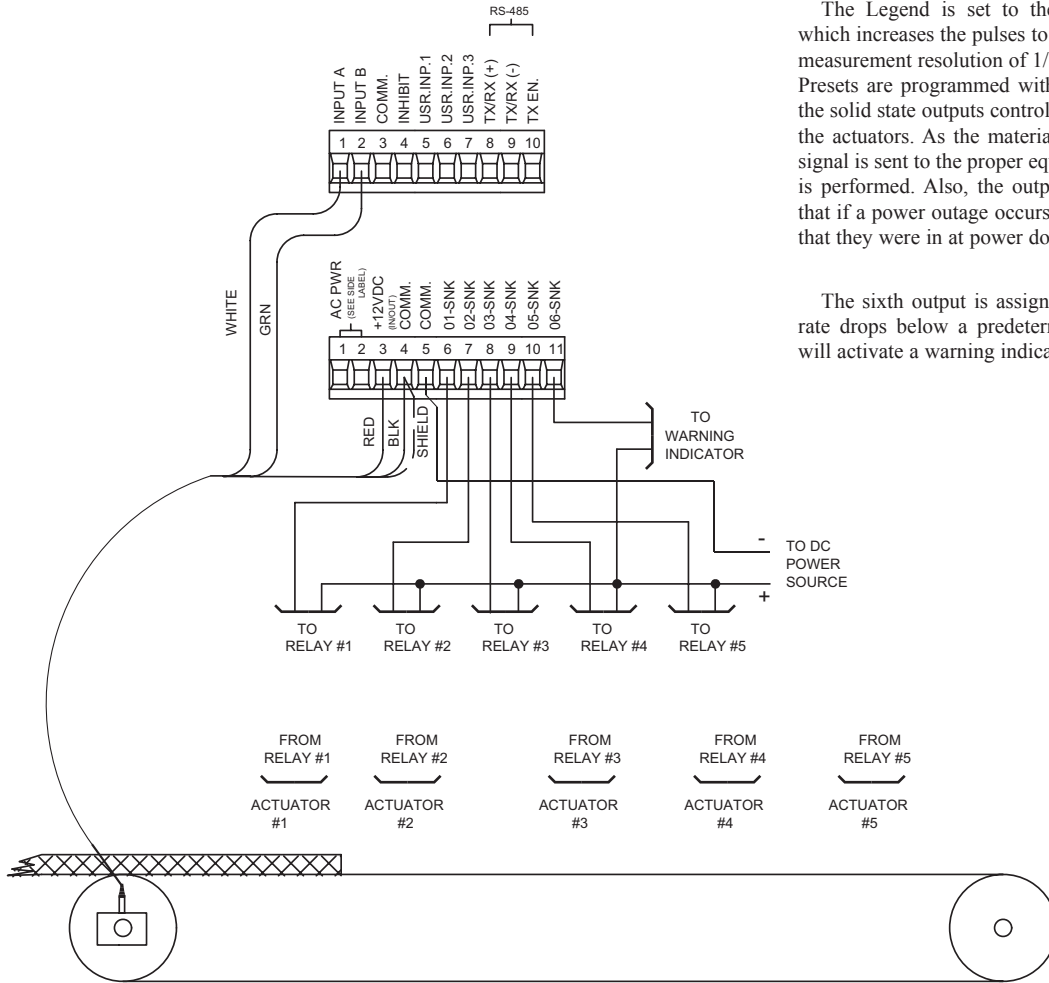 RS-485
INPUT A
INPUT B
COMM.
INHIBIT
USR.INP.1
USR.INP.2
USR.INP.3
TX/RX (+)
TX/RX (-)
TX EN.
1 2 3 4 5 6 7 8 9 10
The Legend is set to the
which increases the pulses to
measurement resolution of 1/
Presets are programmed with
the solid state outputs control
the actuators. As the material
signal is sent to the proper eq
is performed. Also, the outp
that if a power outage occurs
that they were in at power do
The sixth output is assign
rate drops below a predeterm
will activate a warning indica
WHITE
GRN
AC PWR
(SEE SIDE
LABEL)
+12VDC
(IN/OUT)
COMM.
COMM.
01-SNK
02-SNK
03-SNK
04-SNK
05-SNK
06-SNK
1 2 3 4 5 6 7 8 9 10 11
RED
BLK
SHIELD
TO
WARNING
INDICATOR
-
TO DC
POWER
SOURCE
+
TO
RELAY #1
TO
RELAY #2
TO
RELAY #3
TO
RELAY #4
TO
RELAY #5
FROM
RELAY #1
FROM
RELAY #2
FROM
RELAY #3
FROM
RELAY #4
FROM
RELAY #5
ACTUATOR
#1
ACTUATOR
#2
ACTUATOR
#3
ACTUATOR
#4
ACTUATOR
#5